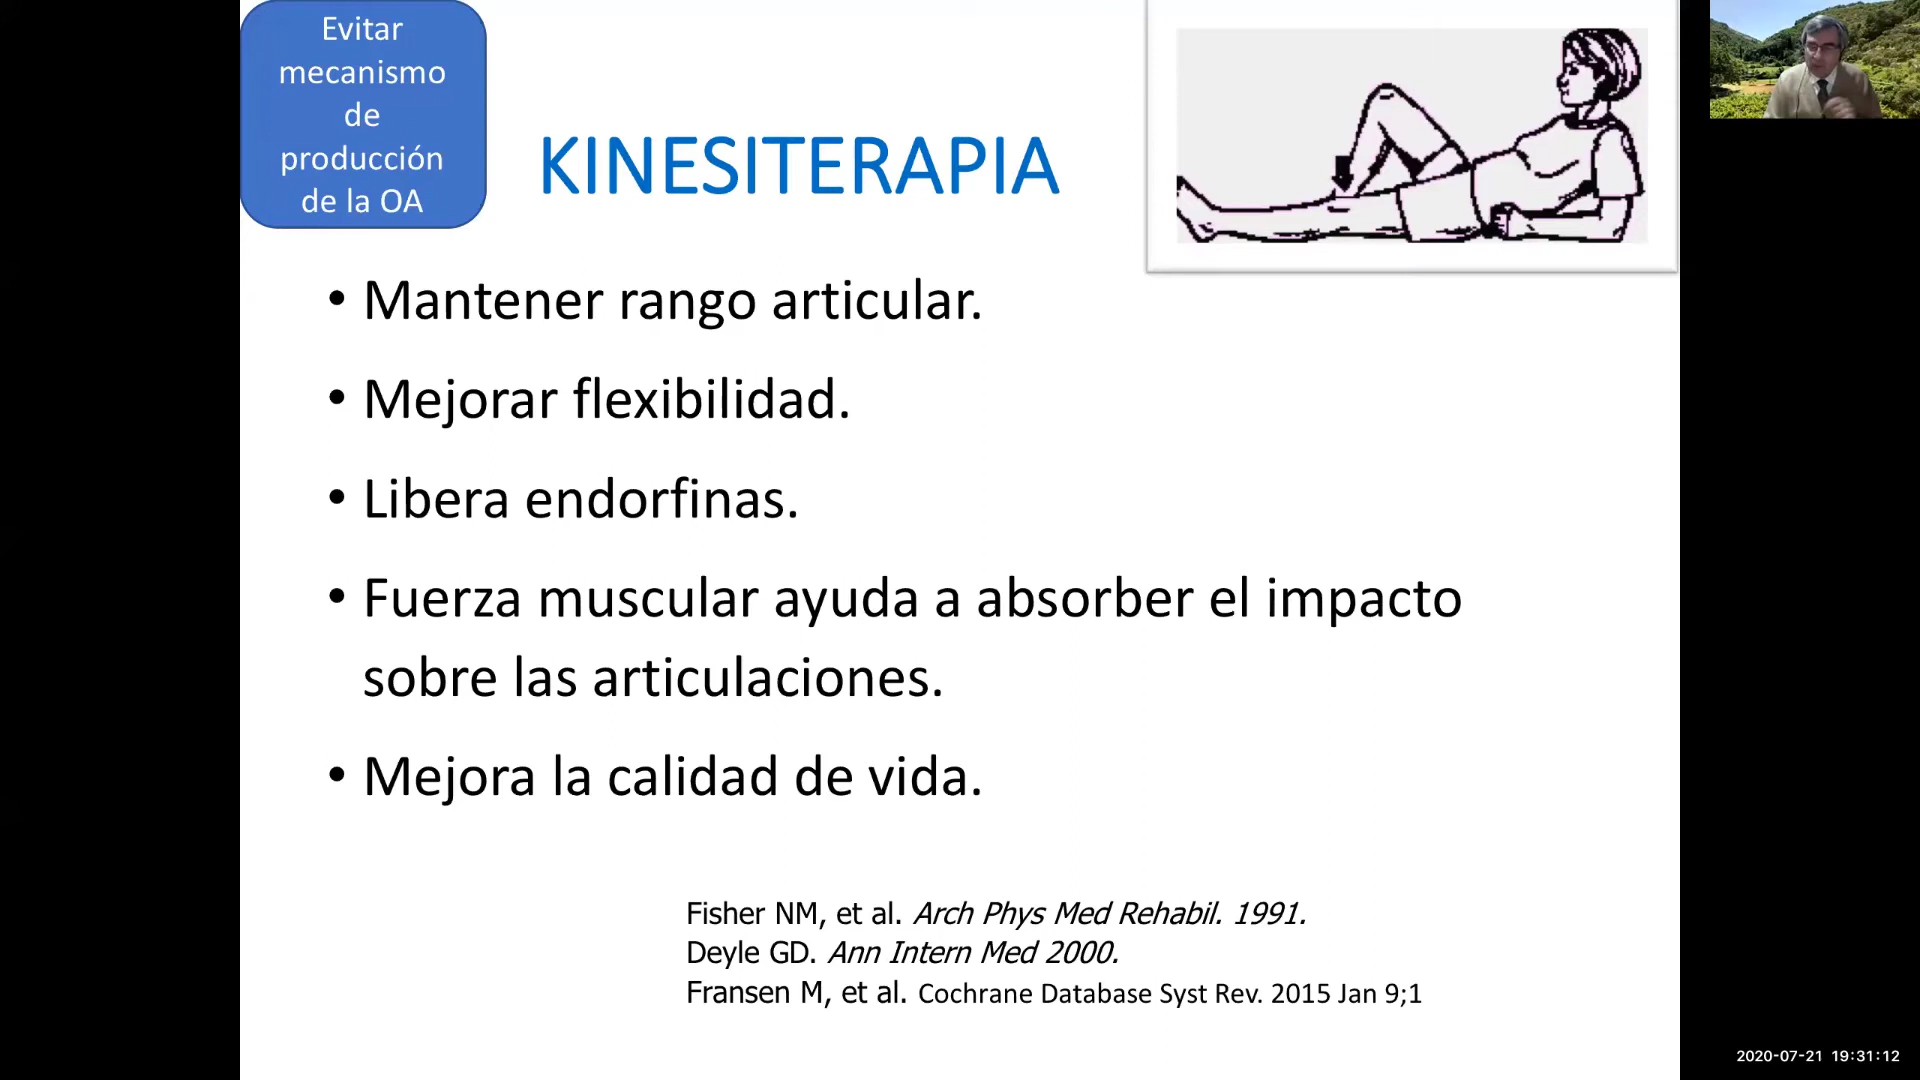 Evitar
mecanismo
de
producción
de la OA
KINESITERAPIA
• Mantener rango articular.
• Mejorar flexibilidad.
• Libera endorfinas.
• Fuerza muscular ayuda a absorber el impacto
sobre las articulaciones.
• Mejora la calidad de vida.
Fisher NM, et al. Arch Phys Med Rehabil. 1991.
Deyle GD. Ann Intern Med 2000.
Fransen M, et al. Cochrane Database Syst Rev. 2015 Jan 9;1
2020-07-21 19:31:12